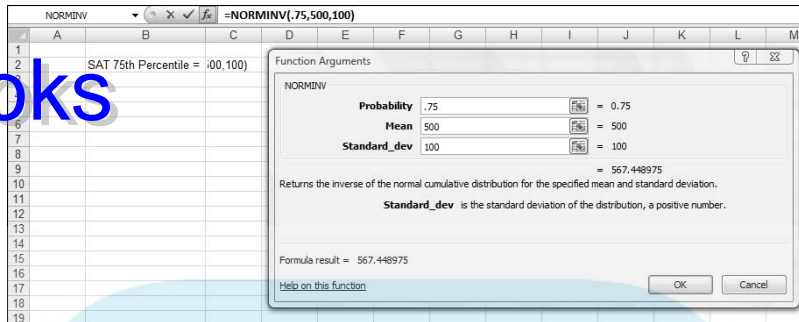 NORMINV =NORMINV(.75,500,100)
A B C D E F G H I J K L M
1
2 SAT 75th Percentile = 00,100)
oks
6
7
8
9
10
11
12
13
14
15
16
17
18
19
Function Arguments
NORMINV
Probability .75 = 0.75
Mean 500 = 500
Standard_dev 100 = 100
= 567.448975
Returns the inverse of the normal cumulative distribution for the specified mean and standard deviation.
Standard_dev is the standard deviation of the distribution, a positive number.
Formula result = 567.448975
Help on this function
OK Cancel